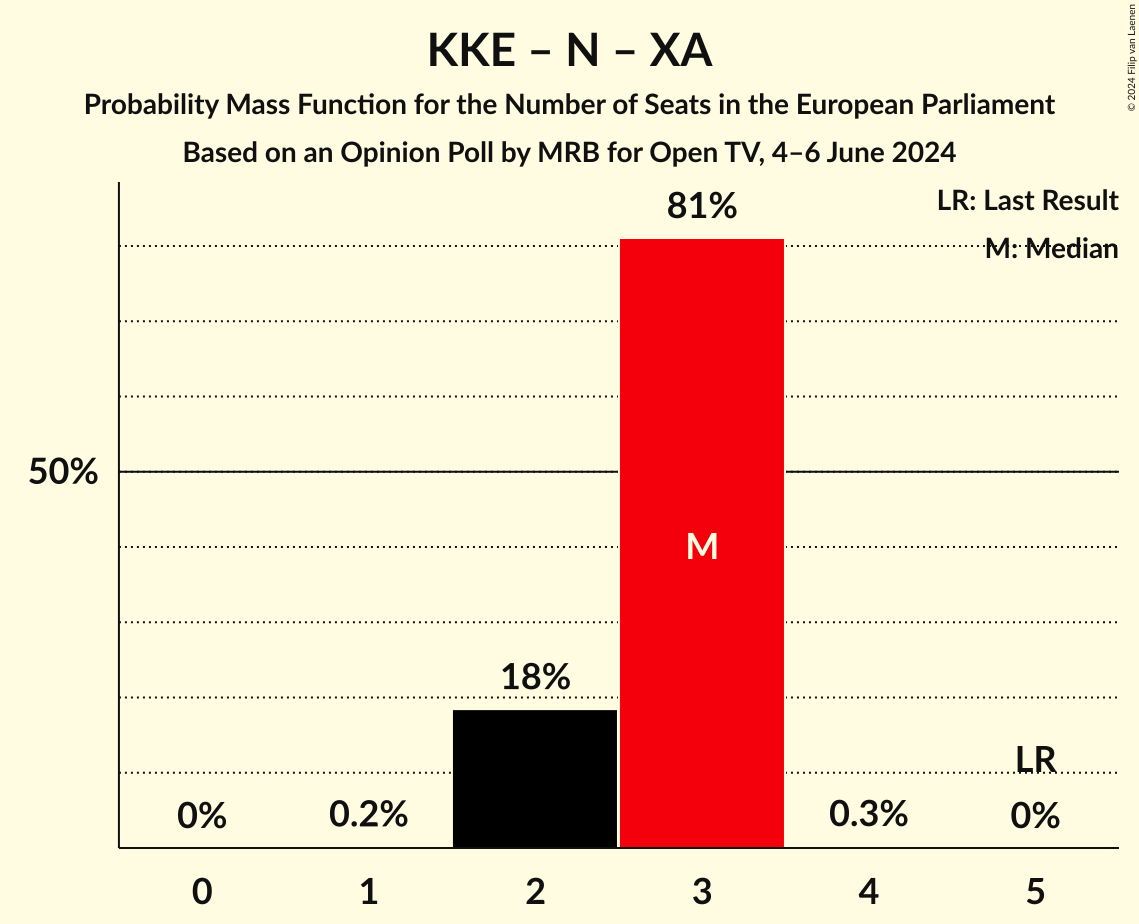 KKE – N – XA
Probability Mass Function for the Number of Seats in the European Parliament
Based on an Opinion Poll by MRB for Open TV, 4–6 June 2024
© 2024 Filip van Laenen
LR: Last Result
M: Median
81%
50%
M
18%
LR
0%
0.2%
0.3%
0%
0 1 2 3 4 5